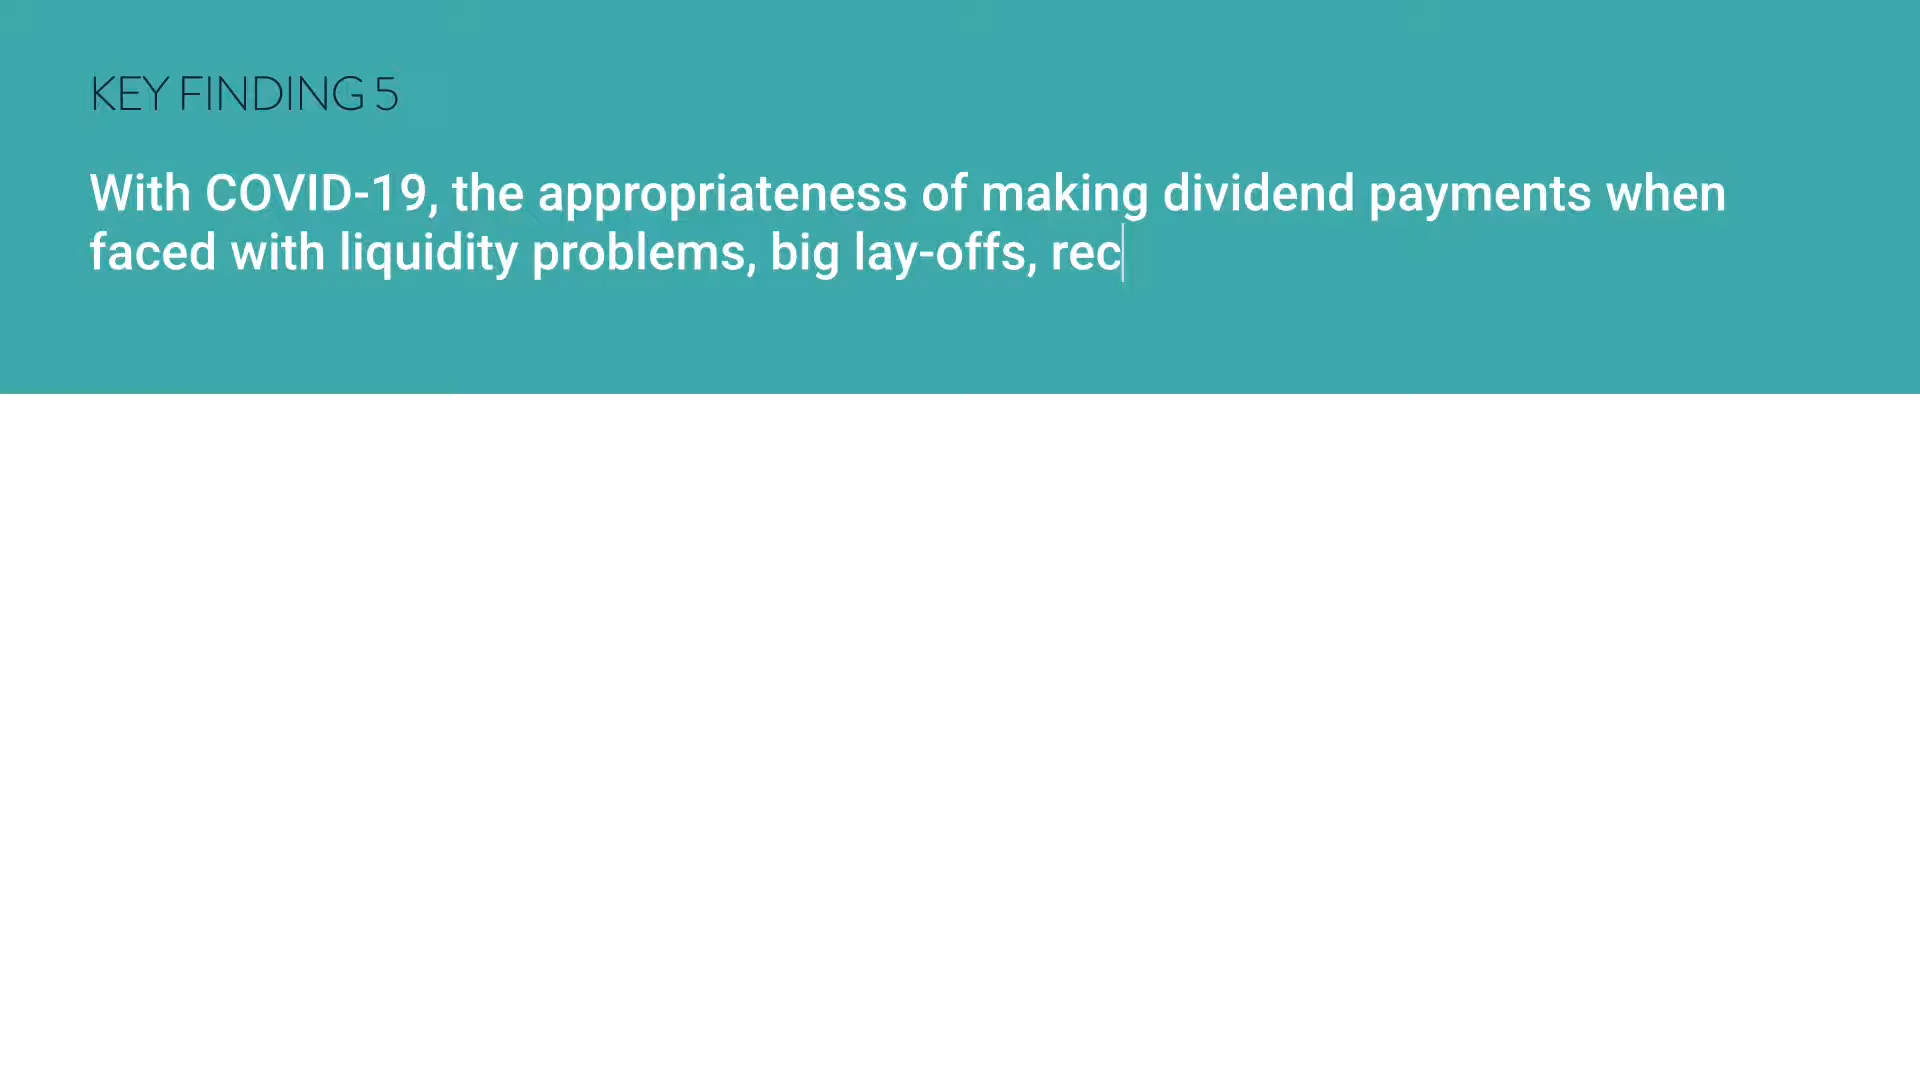 KEY FINDING 5
With COVID-19, the appropriateness of making dividend payments when
faced with liquidity problems, big lay-offs, rec